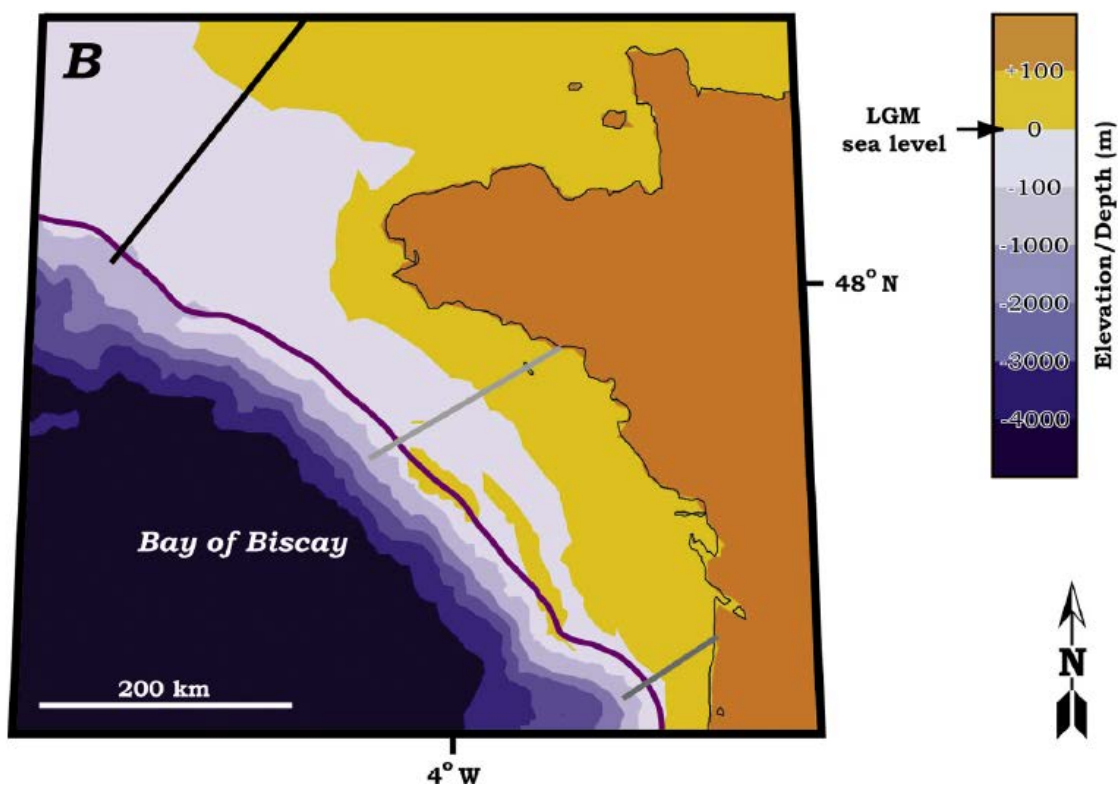 B
+100
LGM
sea level
0
-100
-1000
-2000
-3000
-4000
Elevation/Depth (m)
48° N
Bay of Biscay
200 km
N
4° W